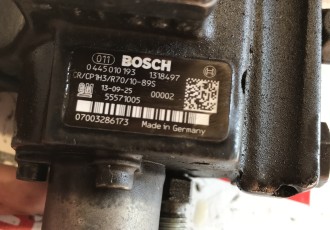 011 BOSCH
0 445 010 193 1318497
CR/CP1H3/R70/10-89S
GM 13-09-25 00002
55571005
07003286173 Made in Germany